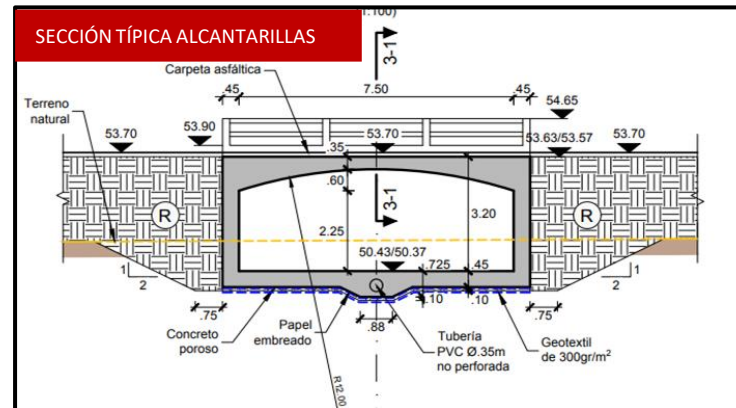 SECCIÓN TÍPICA ALCANTARILLAS
1:100)
3-1
Carpeta asfáltica
.45
7.50
.45
Terreno
natural
54.65
53.70
53.90
.35
53.70
53.63/53.57
53.70
.60
3-1
R
R
2.25
3.20
50.43/50.37
.725
.45
1
2
1
2
.75
.10
.10
.75
.88
Concreto
poroso
Papel
embreado
Tubería
PVC Ø.35m
no perforada
Geotextil
de 300gr/m²
R12.00